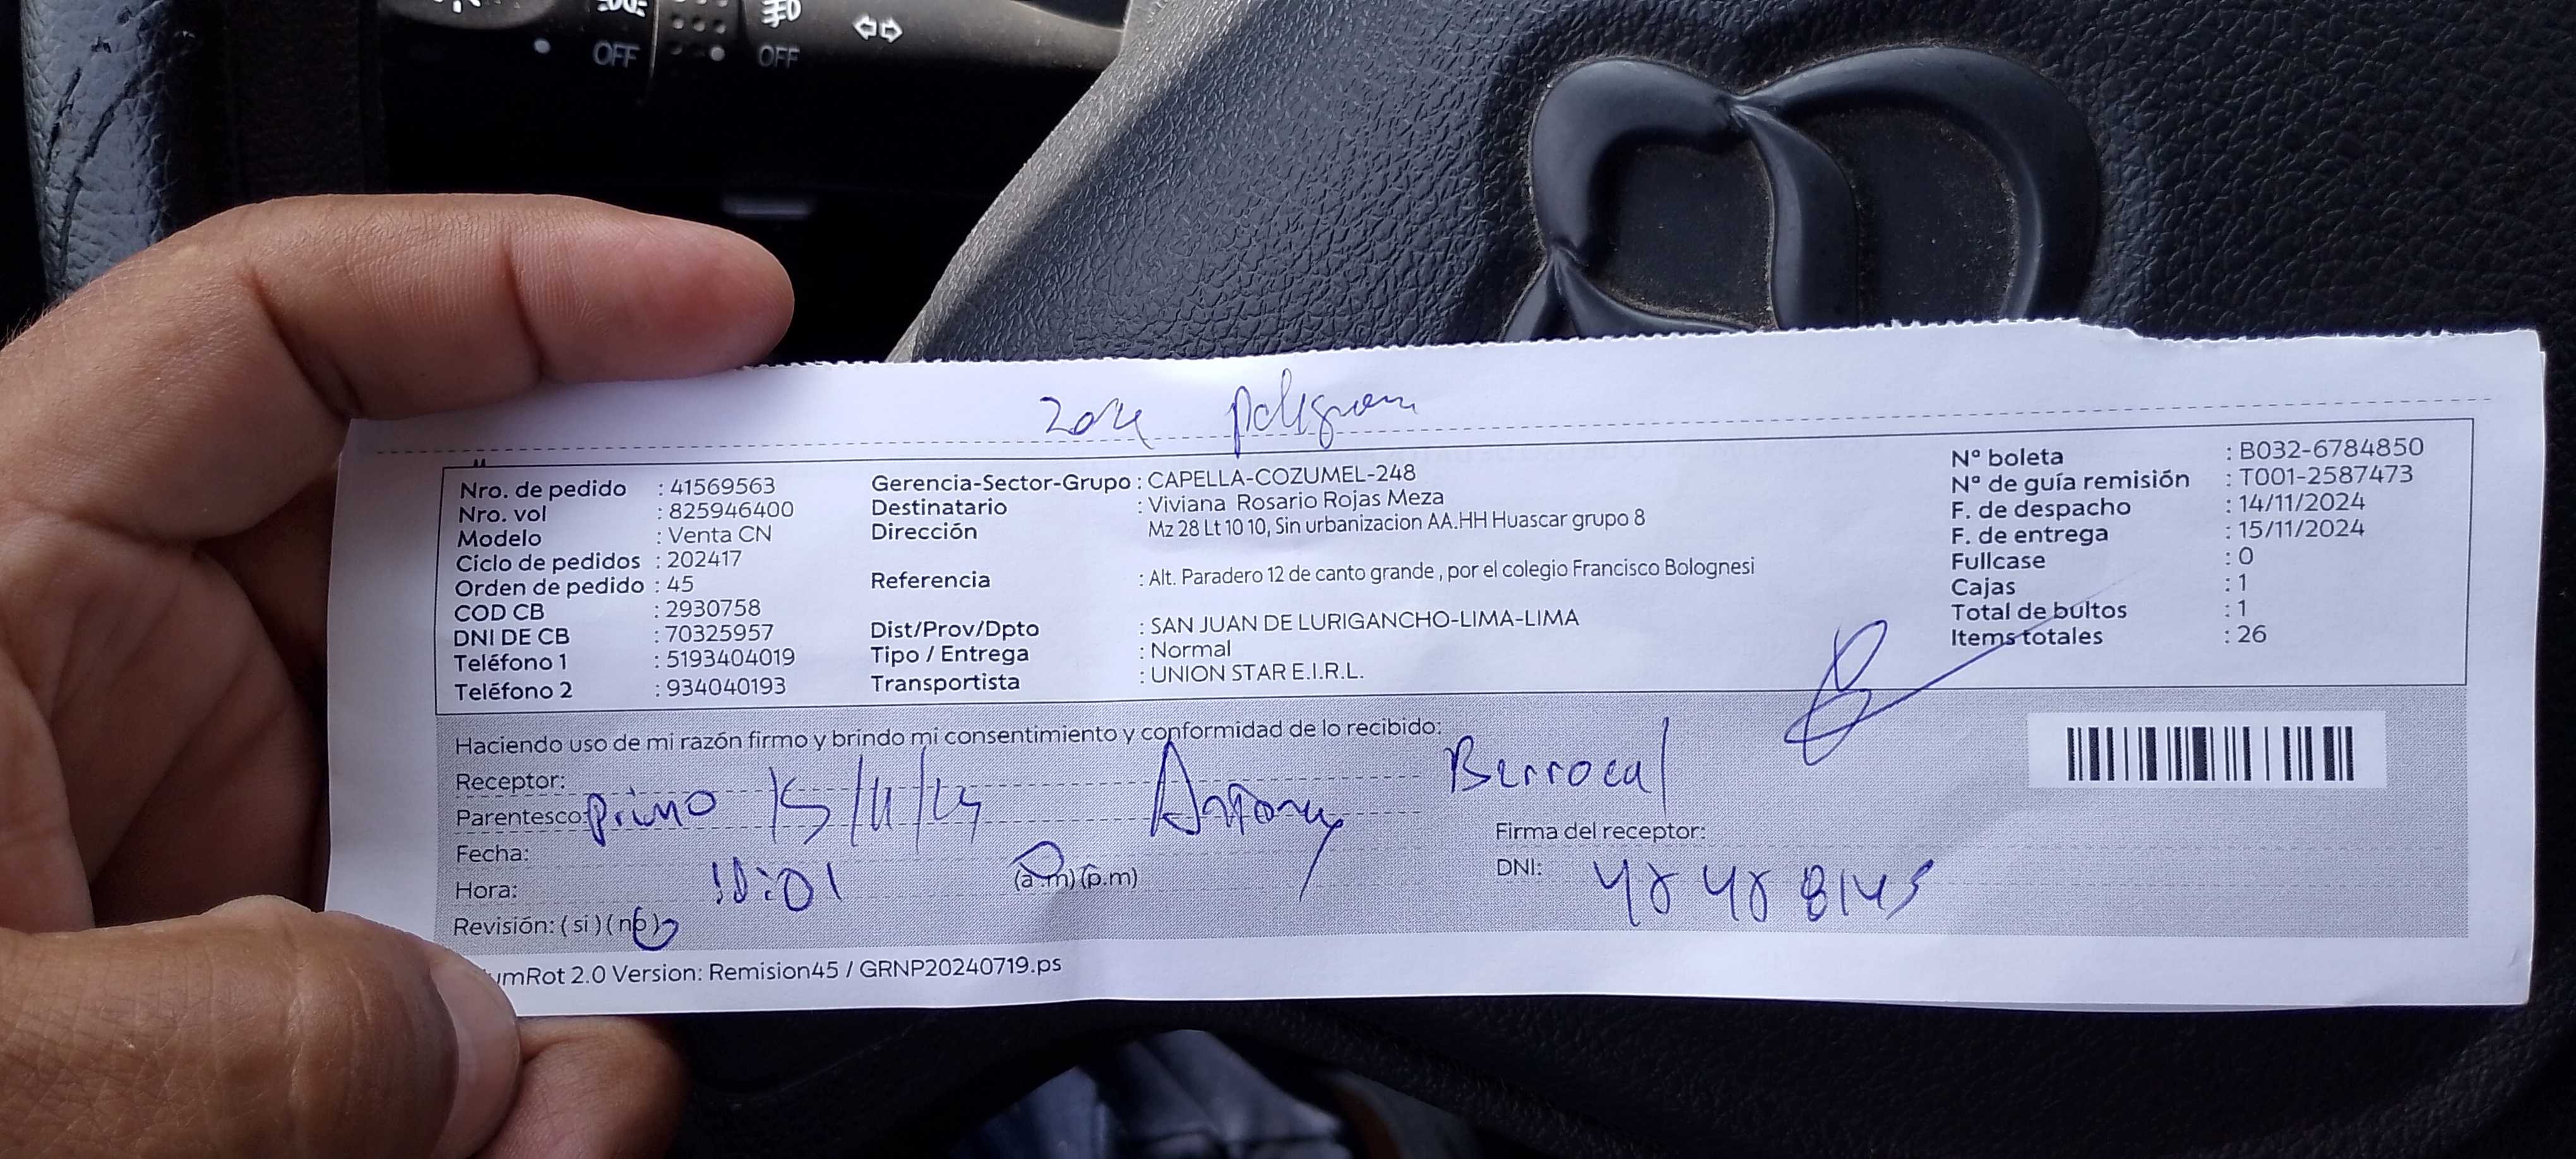 OFF OFF
Zona peligrosa
Nro. de pedido : 41569563
Nro. vol : 825946400
Modelo : Venta CN
Ciclo de pedidos : 202417
Orden de pedido : 45
COD CB : 2930758
DNI DE CB : 70325957
Teléfono 1 : 5193404019
Teléfono 2 : 934040193
Gerencia-Sector-Grupo : CAPELLA-COZUMEL-248
Destinatario : Viviana Rosario Rojas Meza
Dirección Mz 28 Lt 10 10, Sin urbanizacion AA.HH Huascar grupo 8
Referencia : Alt. Paradero 12 de canto grande , por el colegio Francisco Bolognesi
Dist/Prov/Dpto : SAN JUAN DE LURIGANCHO-LIMA-LIMA
Tipo / Entrega : Normal
Transportista : UNION STAR E.I.R.L.
Nº boleta : B032-6784850
Nº de guía remisión : T001-2587473
F. de despacho : 14/11/2024
F. de entrega : 15/11/2024
Fullcase : 0
Cajas : 1
Total de bultos : 1
Items totales : 26
Haciendo uso de mi razón firmo y brindo mi consentimiento y conformidad de lo recibido:
Receptor: Antony Berrocal
Parentesco: primo 15/11/24
Fecha:
Hora: (a.m) (p.m)
Revisión: ( si ) ( no )
Firma del receptor:
DNI:
umRot 2.0 Version: Remision45 / GRNP20240719.ps